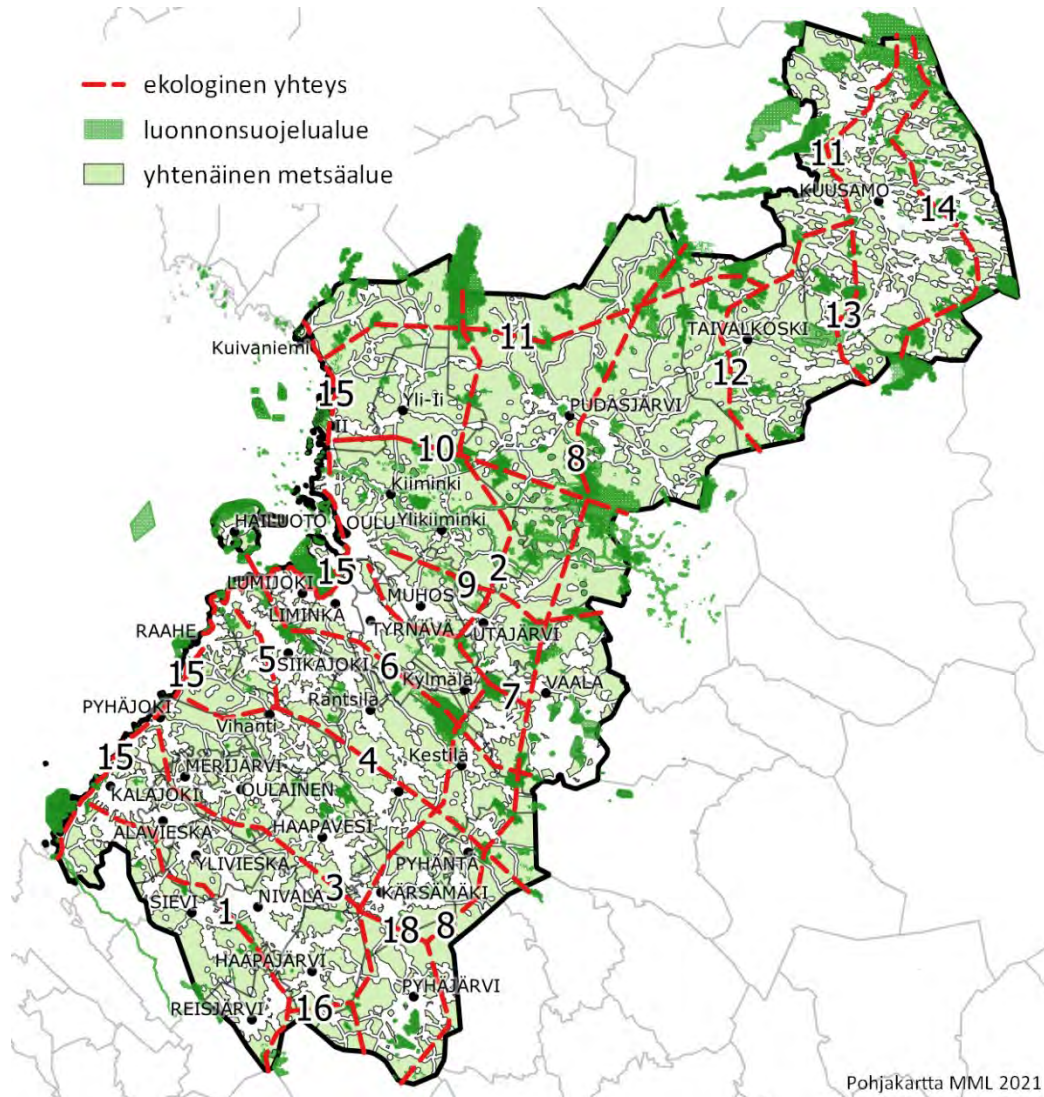 ekologinen yhteys
luonnonsuojelualue
yhtenäinen metsäalue
11
KUUSAMO
14
11
13
Kuivaniemi
TAIVALKOSKI
12
15
Yli-Ii
II
PUDASJÄRVI
10
8
Kiiminki
HAILUOTO
OULU
Ylikiiminki
15
LUMIJOKI
9
2
MUHOS
LIMINKA
TYRNÄVÄ
UTAJÄRVI
RAAHE
5
SIIKAJOKI
6
15
Kylmälä
7
VAALA
Rantsila
PYHÄJOKI
Vihanti
15
4
Kestilä
MERIJÄRVI
KALAJOKI
OULAINEN
ALAVIESKA
HAAPAVESI
YLIVIESKA
PYHÄNTÄ
3
KÄRSÄMÄKI
SIEVI
1
NIVALA
18
8
HAAPAJÄRVI
PYHÄJÄRVI
REISJÄRVI
16
Pohjakartta MML 2021